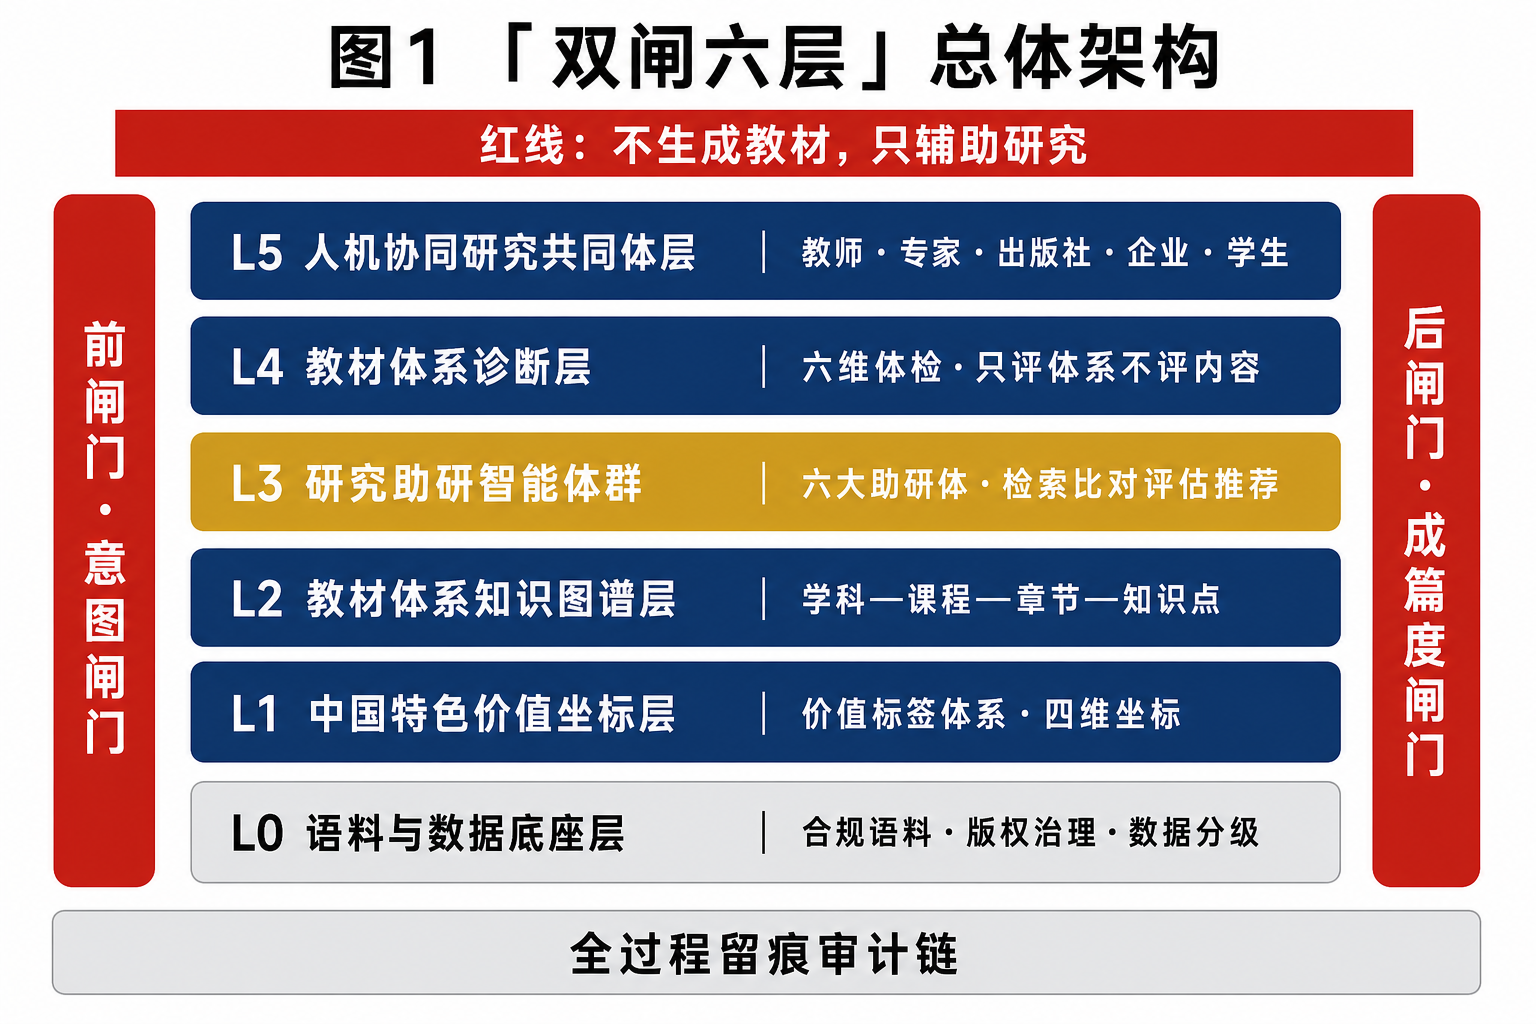 图1「双闸六层」总体架构
红线：不生成教材，只辅助研究
前闸门·意图闸门
L5 人机协同研究共同体层 | 教师·专家·出版社·企业·学生
L4 教材体系诊断层 | 六维体检·只评体系不评内容
L3 研究助研智能体群 | 六大助研体·检索比对评估推荐
L2 教材体系知识图谱层 | 学科—课程—章节—知识点
L1 中国特色价值坐标层 | 价值标签体系·四维坐标
L0 语料与数据底座层 | 合规语料·版权治理·数据分级
后闸门·成篇度闸门
全过程留痕审计链